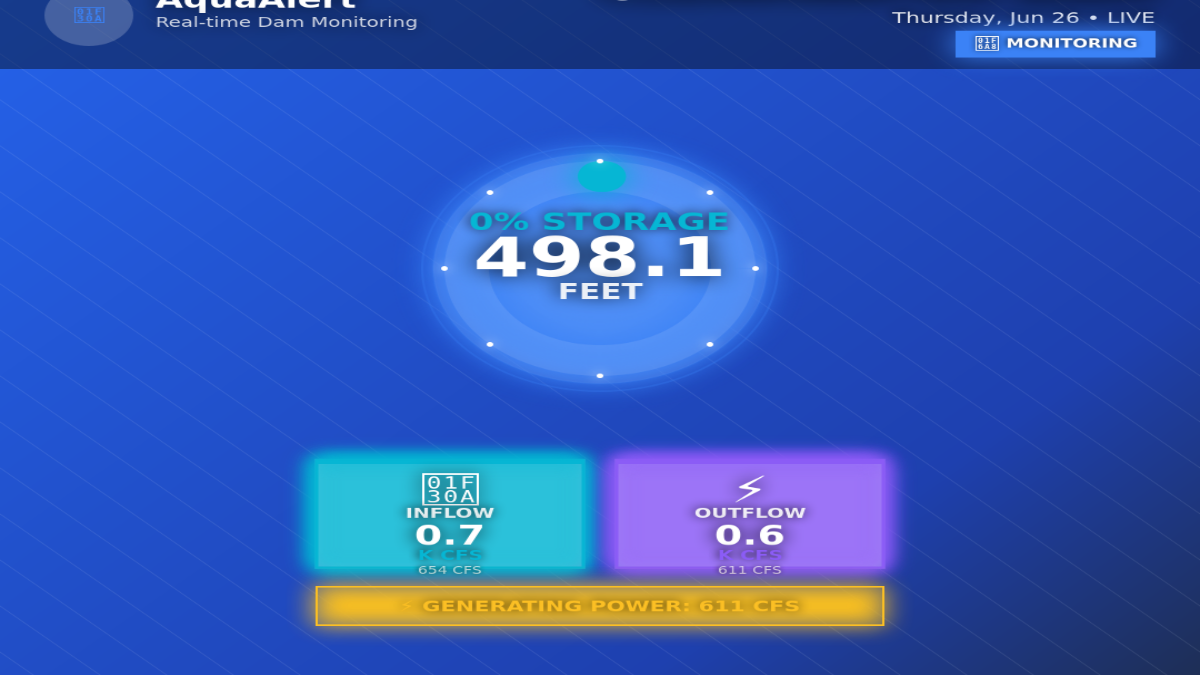 AquaAlert
Real-time Dam Monitoring
Thursday, Jun 26 • LIVE
MONITORING
0% STORAGE
498.1
FEET
INFLOW
0.7
K CFS
654 CFS
⚡
OUTFLOW
0.6
K CFS
611 CFS
⚡ GENERATING POWER: 611 CFS